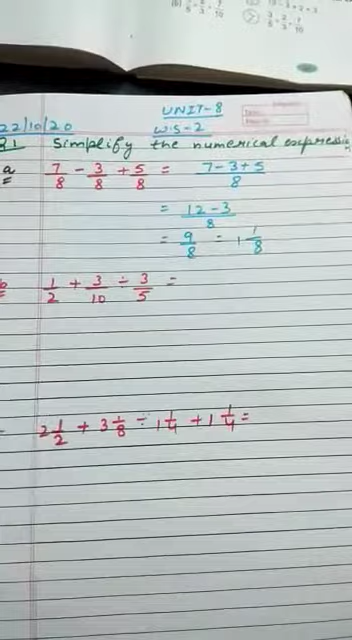 UNIT-8
22/10/20 W.S-2
Q1 Simplify the numerical expression
a 7/8 - 3/8 + 5/8 = 7-3+5/8
= 12-3/8
= 9/8 = 1 1/8
b 1/2 + 3/10 ÷ 3/5 =
2 1/2 + 3 1/8 ÷ 1 1/4 + 1 1/4 =